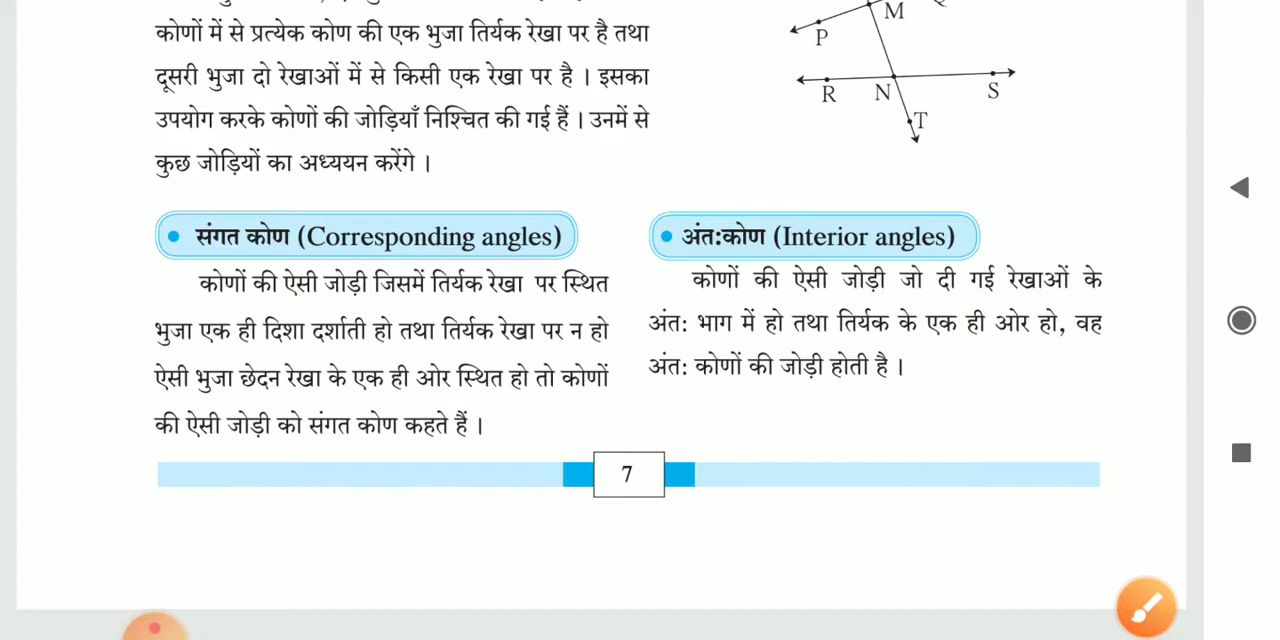 कोणों में से प्रत्येक कोण की एक भुजा तिर्यक रेखा पर है तथा
दूसरी भुजा दो रेखाओं में से किसी एक रेखा पर है । इसका
उपयोग करके कोणों की जोड़ियाँ निश्चित की गई हैं । उनमें से
कुछ जोड़ियों का अध्ययन करेंगे ।
M
P
R
N
S
T
• संगत कोण (Corresponding angles)
कोणों की ऐसी जोड़ी जिसमें तिर्यक रेखा पर स्थित
भुजा एक ही दिशा दर्शाती हो तथा तिर्यक रेखा पर न हो
ऐसी भुजा छेदन रेखा के एक ही ओर स्थित हो तो कोणों
की ऐसी जोड़ी को संगत कोण कहते हैं ।
• अंतःकोण (Interior angles)
कोणों की ऐसी जोड़ी जो दी गई रेखाओं के
अंतः भाग में हो तथा तिर्यक के एक ही ओर हो, वह
अंतः कोणों की जोड़ी होती है ।
7